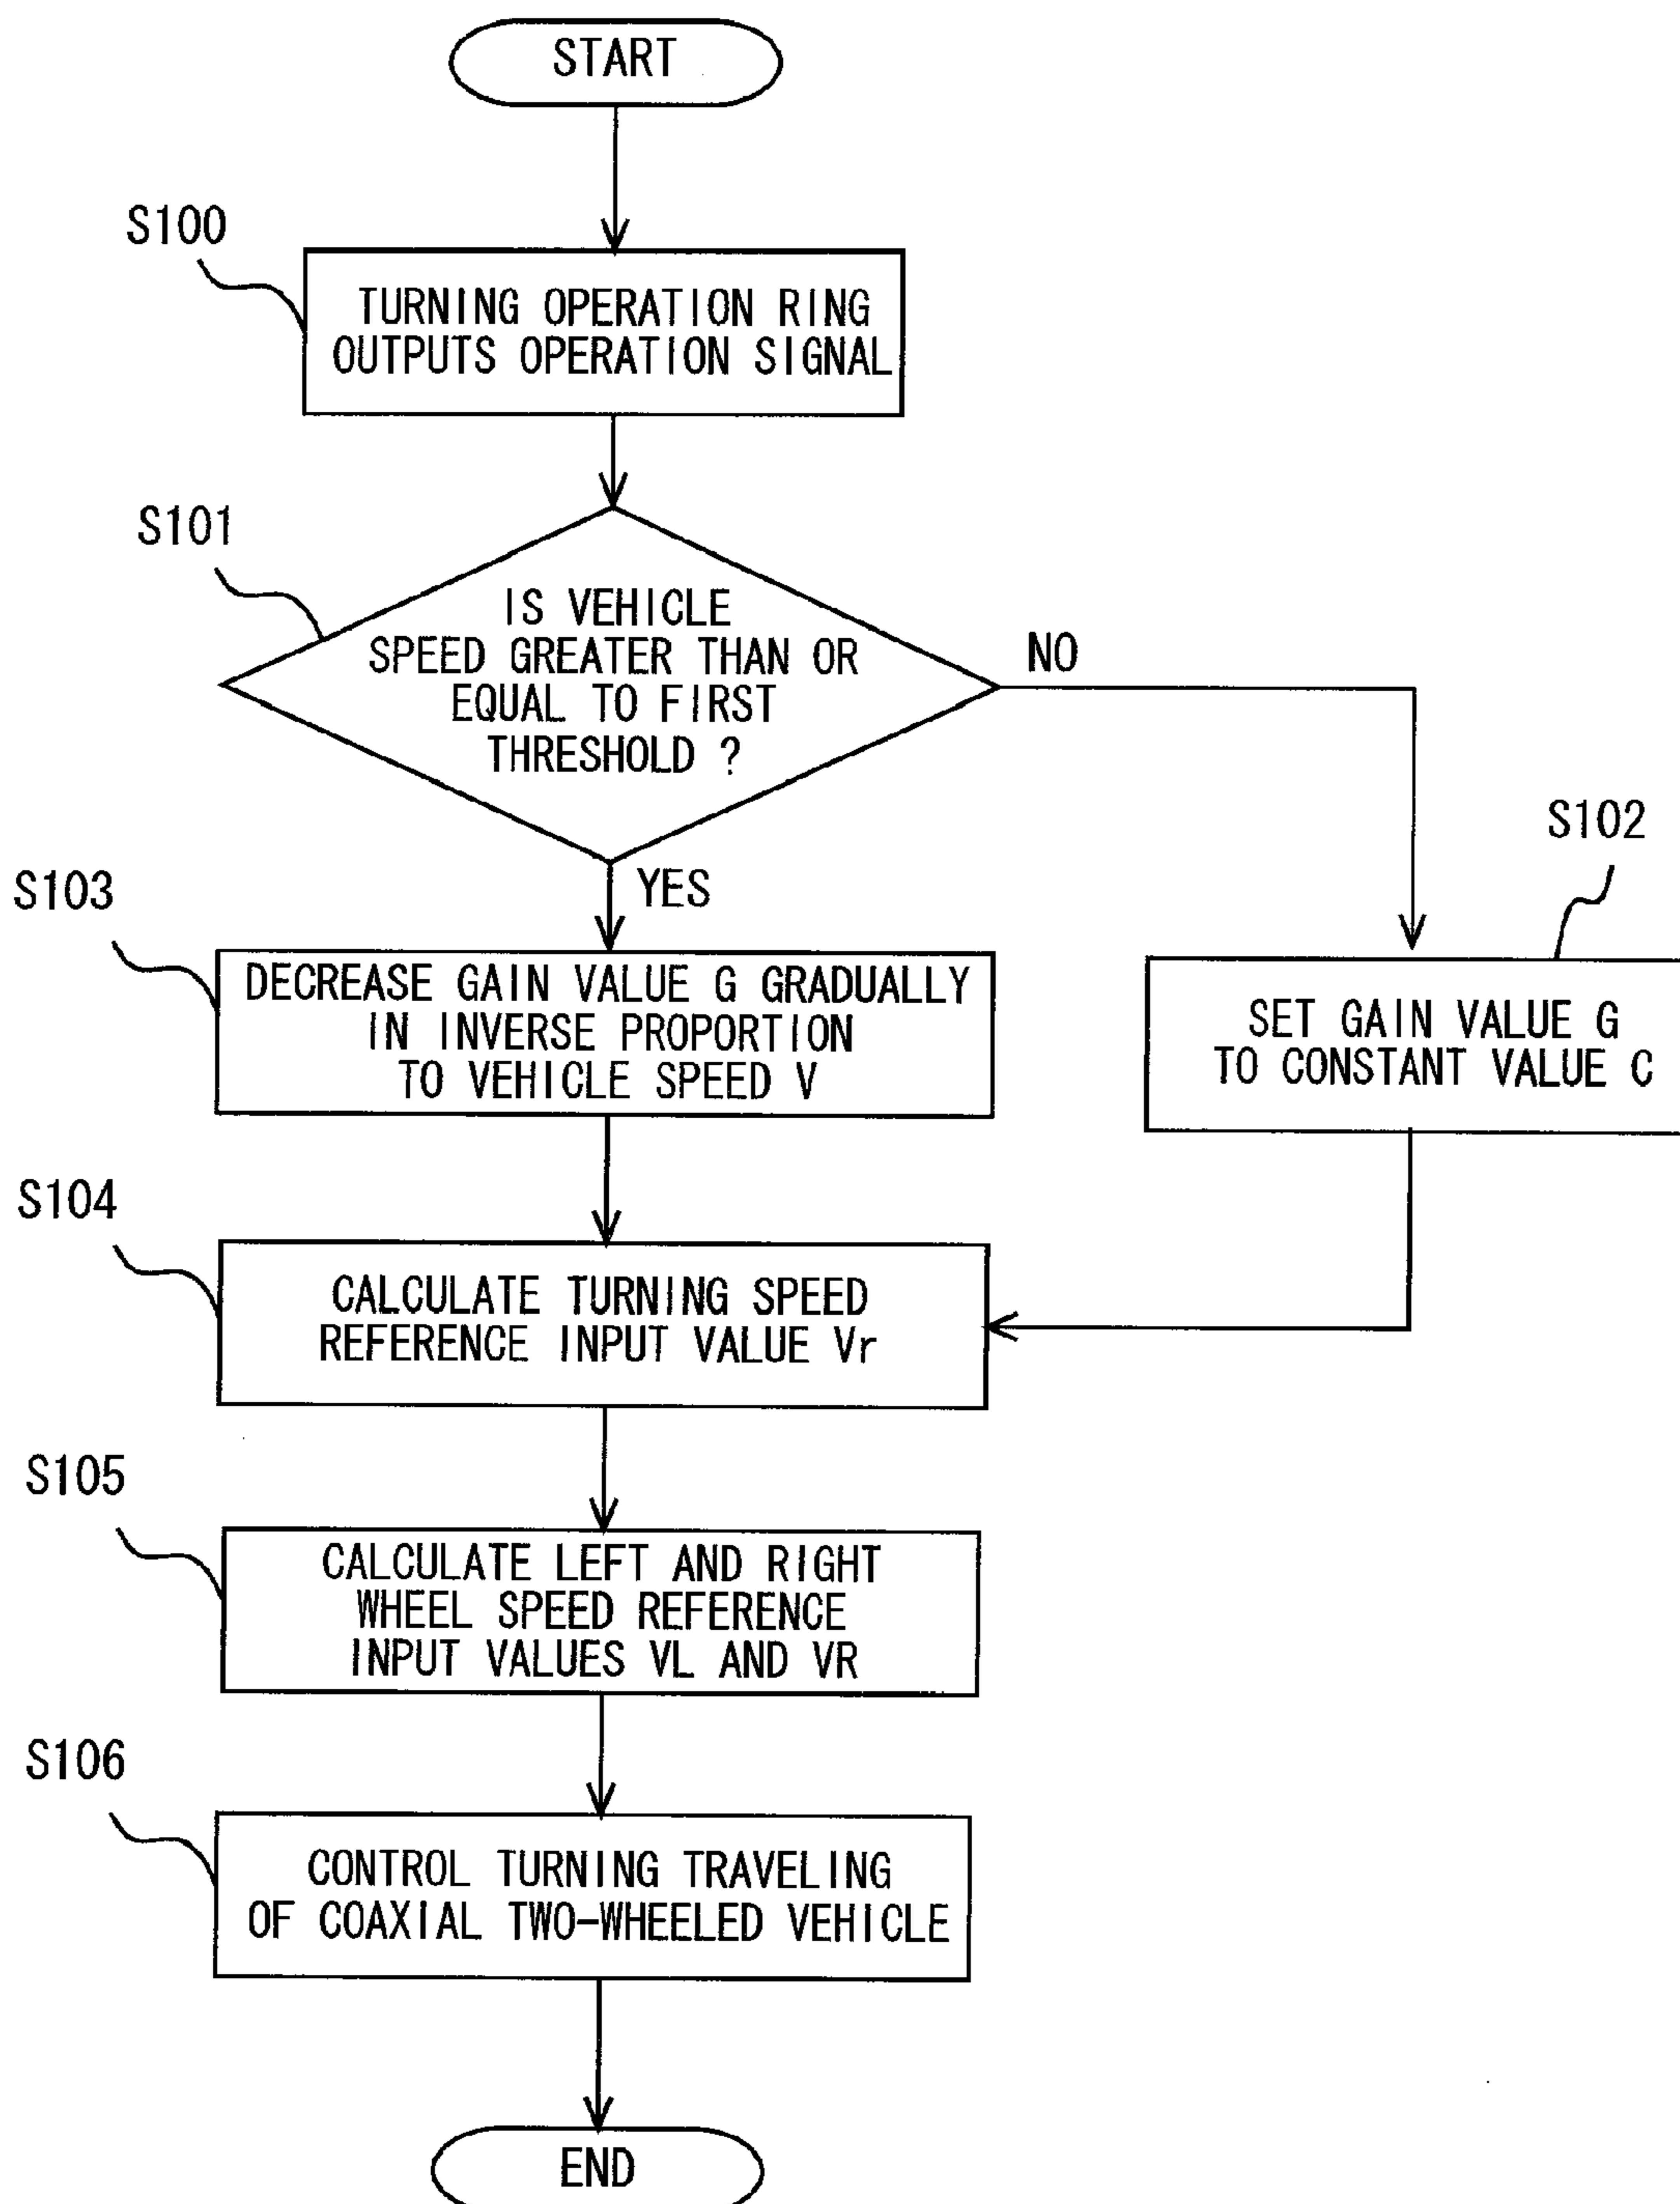 START
S100
TURNING OPERATION RING
OUTPUTS OPERATION SIGNAL
S101
IS VEHICLE
SPEED GREATER THAN OR
EQUAL TO FIRST
THRESHOLD ?
NO
YES
S102
SET GAIN VALUE G
TO CONSTANT VALUE C
S103
DECREASE GAIN VALUE G GRADUALLY
IN INVERSE PROPORTION
TO VEHICLE SPEED V
S104
CALCULATE TURNING SPEED
REFERENCE INPUT VALUE Vr
S105
CALCULATE LEFT AND RIGHT
WHEEL SPEED REFERENCE
INPUT VALUES VL AND VR
S106
CONTROL TURNING TRAVELING
OF COAXIAL TWO-WHEELED VEHICLE
END